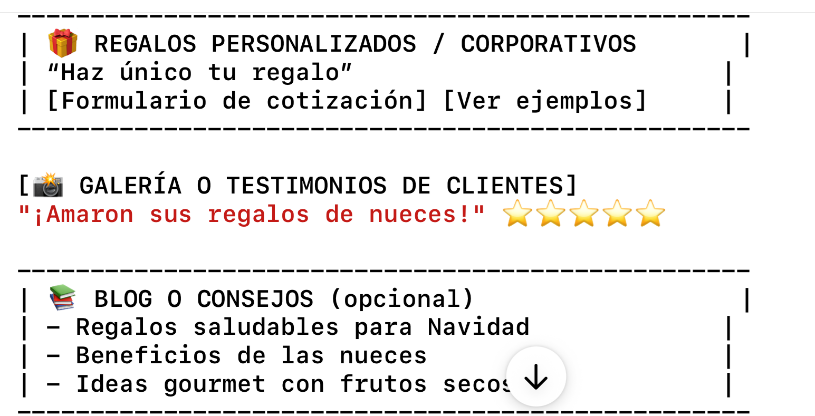 🎁 REGALOS PERSONALIZADOS / CORPORATIVOS
“Haz único tu regalo”
[Formulario de cotización] [Ver ejemplos]
[📸 GALERÍA O TESTIMONIOS DE CLIENTES]
"¡Amaron sus regalos de nueces!" ⭐⭐⭐⭐⭐
📚 BLOG O CONSEJOS (opcional)
– Regalos saludables para Navidad
– Beneficios de las nueces
– Ideas gourmet con frutos secos